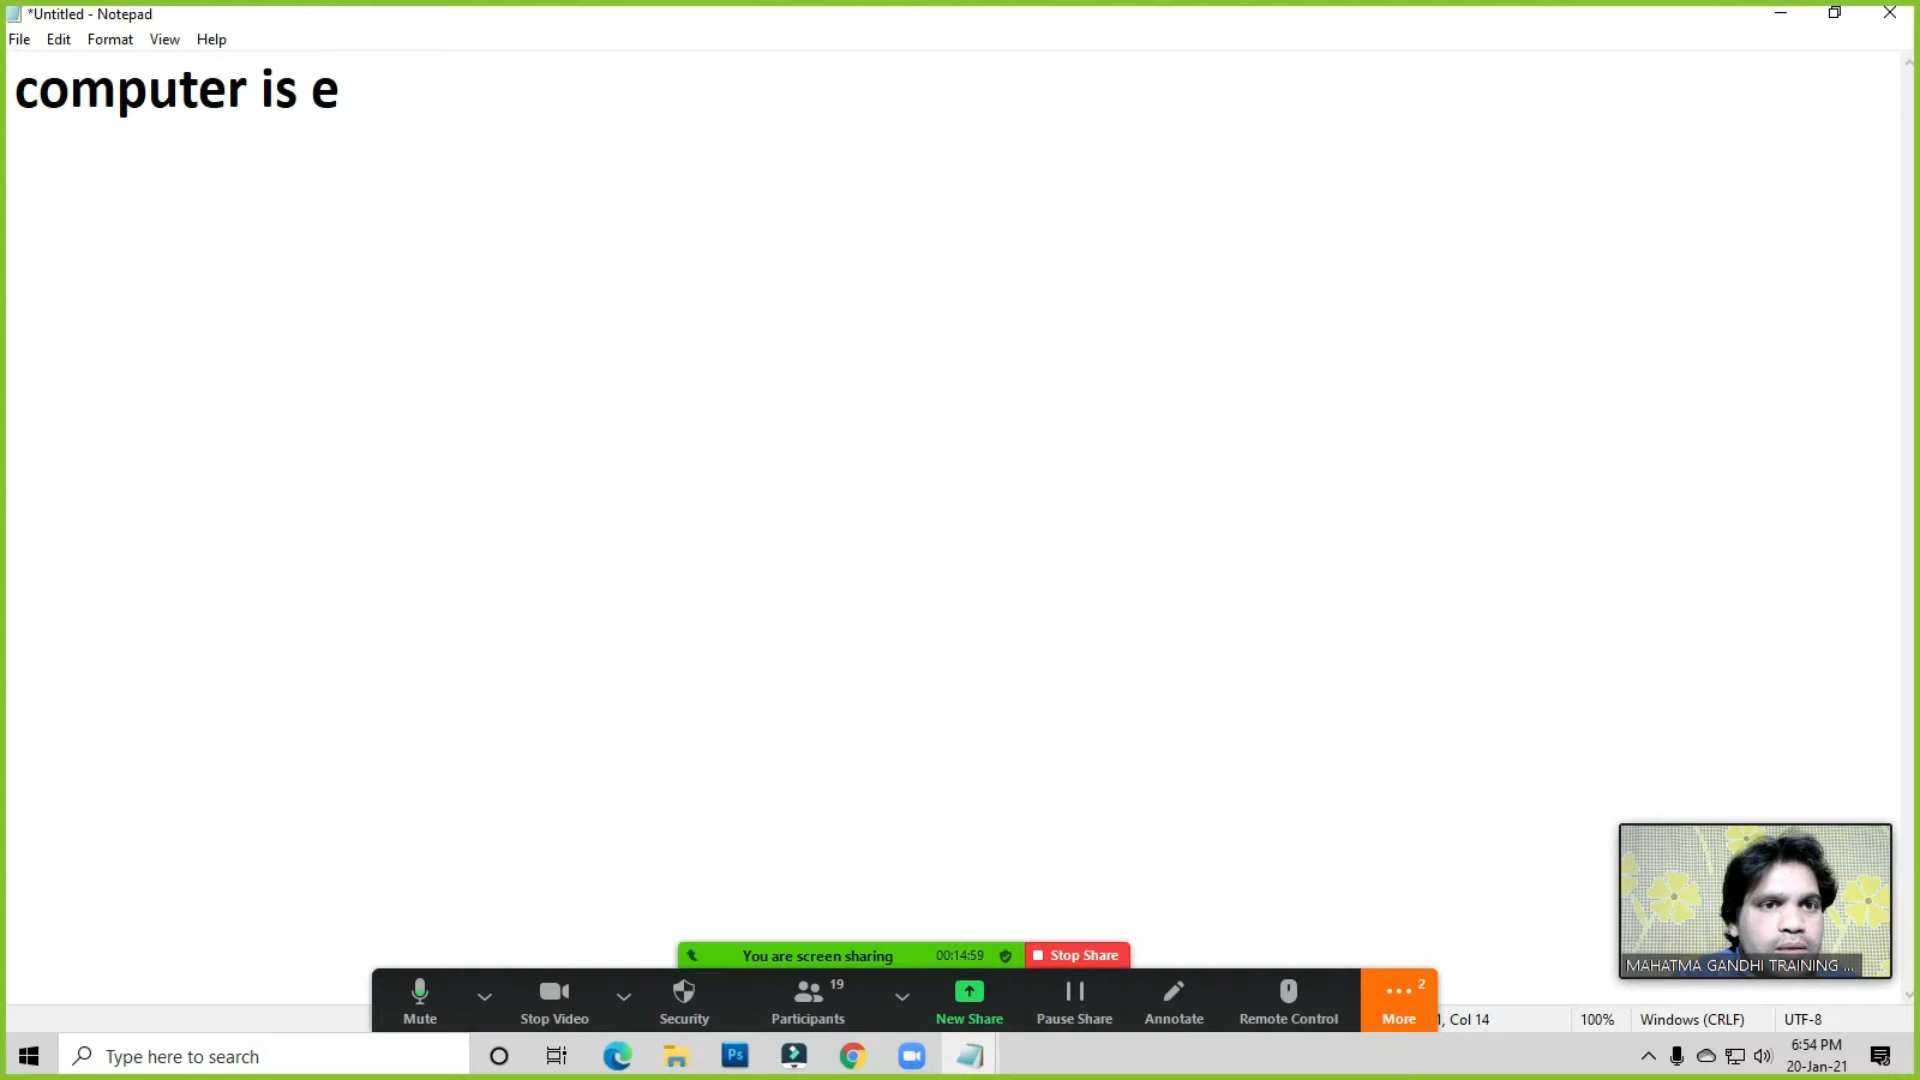 *Untitled - Notepad
File Edit Format View Help
computer is e
You are screen sharing 00:14:59 Stop Share
Mute Stop Video Security Participants 19 New Share Pause Share Annotate Remote Control More 2
, Col 14 100% Windows (CRLF) UTF-8
MAHATMA GANDHI TRAINING ...
Type here to search
Ps
6:54 PM
20-Jan-21